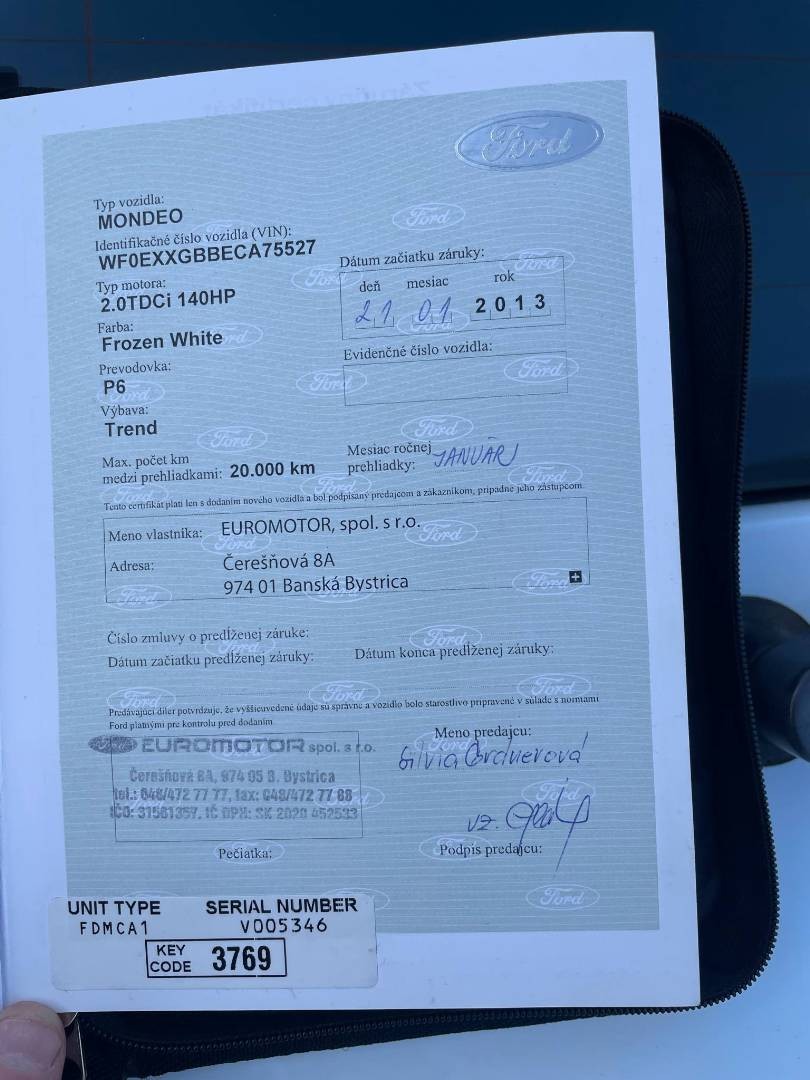 Ford
Typ vozidla:
MONDEO
Identifikačné číslo vozidla (VIN):
WF0EXXGBBECA75527
Typ motora:
2.0TDCi 140HP
Farba:
Frozen White
Prevodovka:
P6
Výbava:
Trend
Max. počet km
medzi prehliadkami: 20.000 km
Dátum začiatku záruky:
deň mesiac rok
21 01 2013
Evidenčné číslo vozidla:
Mesiac ročnej
prehliadky: JANUÁR
Tento certifikát platí len s dodaním nového vozidla a bol podpísaný predajcom a zákazníkom, prípadne jeho zástupcom.
Meno vlastníka: EUROMOTOR, spol. s r.o.
Adresa: Čerešňová 8A
974 01 Banská Bystrica
Číslo zmluvy o predĺženej záruke:
Dátum začiatku predĺženej záruky: Dátum konca predĺženej záruky:
Predávajúci díler potvrdzuje, že vyššieuvedené údaje sú správne a vozidlo bolo starostlivo pripravené v súlade s normami
Ford platnými pre kontrolu pred dodaním.
EUROMOTOR spol. s r.o.
Čerešňová 8A, 974 05 B. Bystrica
tel.: 048/472 77 77, fax: 048/472 77 88
IČO: 31561357, IČ DPH: SK 2020 452533
Pečiatka:
Meno predajcu:
Silvia
vz.
Podpis predajcu:
UNIT TYPE SERIAL NUMBER
FDMCA1 V005346
KEY
CODE 3769